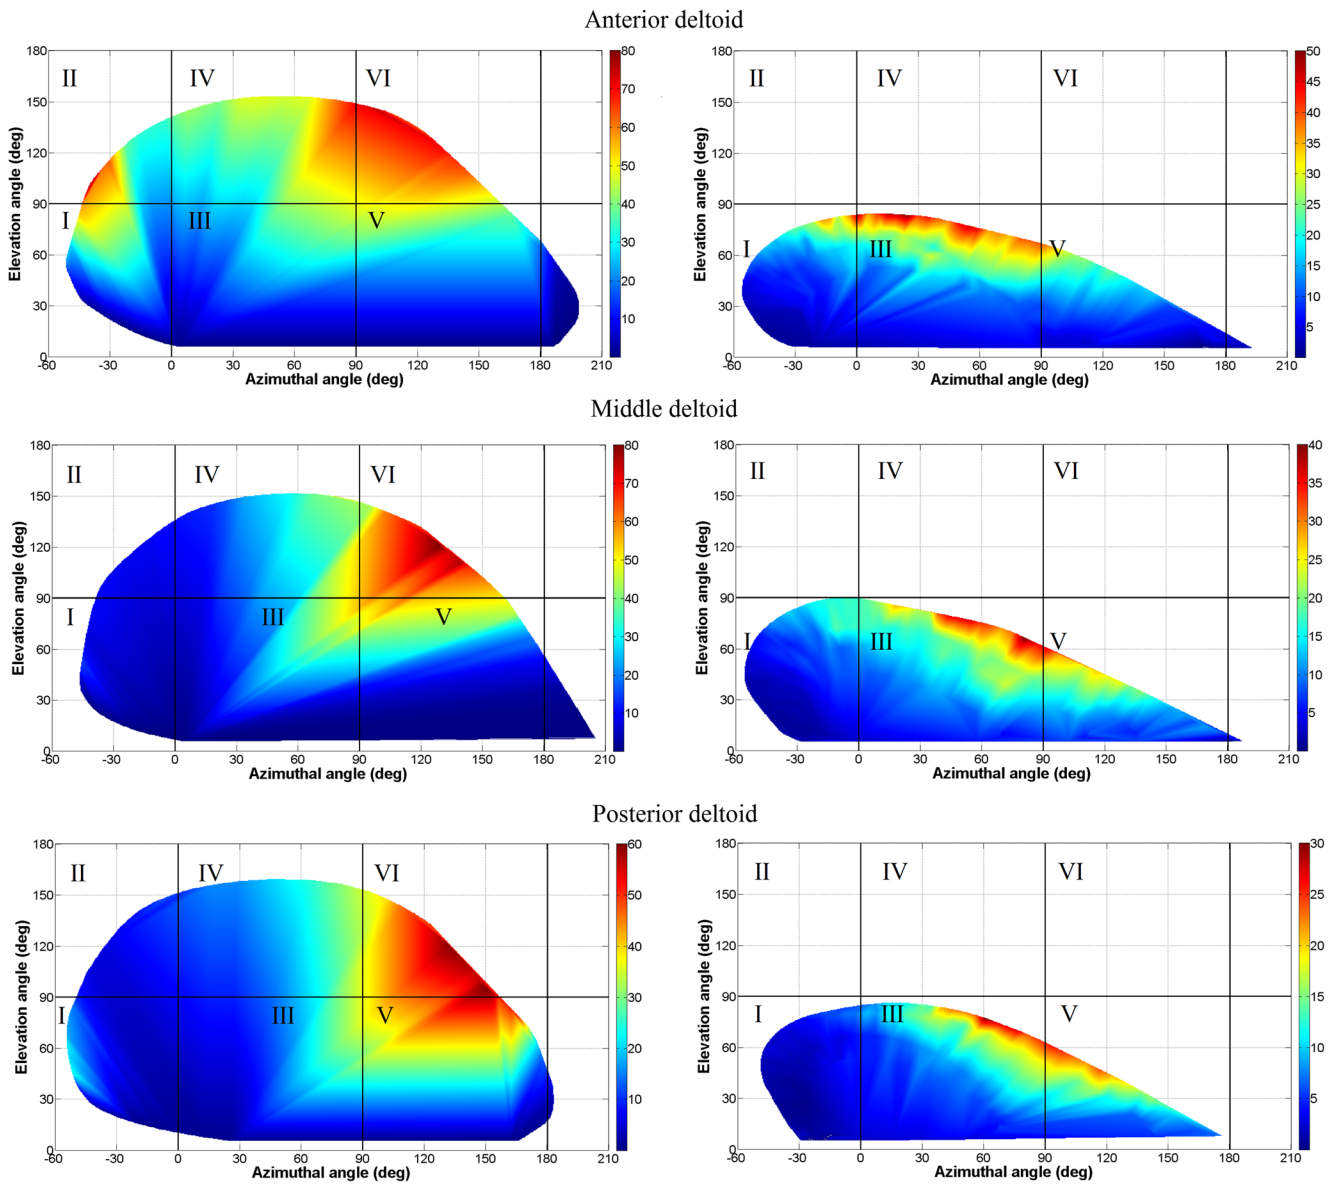 Anterior deltoid
II IV VI
I III V
180
150
120
90
60
30
0
Elevation angle (deg)
-60 -30 0 30 60 90 120 150 180 210
Azimuthal angle (deg)
80
70
60
50
40
30
20
10
II IV VI
I III V
180
150
120
90
60
30
0
Elevation angle (deg)
-60 -30 0 30 60 90 120 150 180 210
Azimuthal angle (deg)
50
45
40
35
30
25
20
15
10
5
Middle deltoid
II IV VI
I III V
180
150
120
90
60
30
0
Elevation angle (deg)
-60 -30 0 30 60 90 120 150 180 210
Azimuthal angle (deg)
80
70
60
50
40
30
20
10
II IV VI
I III V
180
150
120
90
60
30
0
Elevation angle (deg)
-60 -30 0 30 60 90 120 150 180 210
Azimuthal angle (deg)
40
35
30
25
20
15
10
5
Posterior deltoid
II IV VI
I III V
180
150
120
90
60
30
0
Elevation angle (deg)
-60 -30 0 30 60 90 120 150 180 210
Azimuthal angle (deg)
60
50
40
30
20
10
II IV VI
I III V
180
150
120
90
60
30
0
Elevation angle (deg)
-60 -30 0 30 60 90 120 150 180 210
Azimuthal angle (deg)
30
25
20
15
10
5